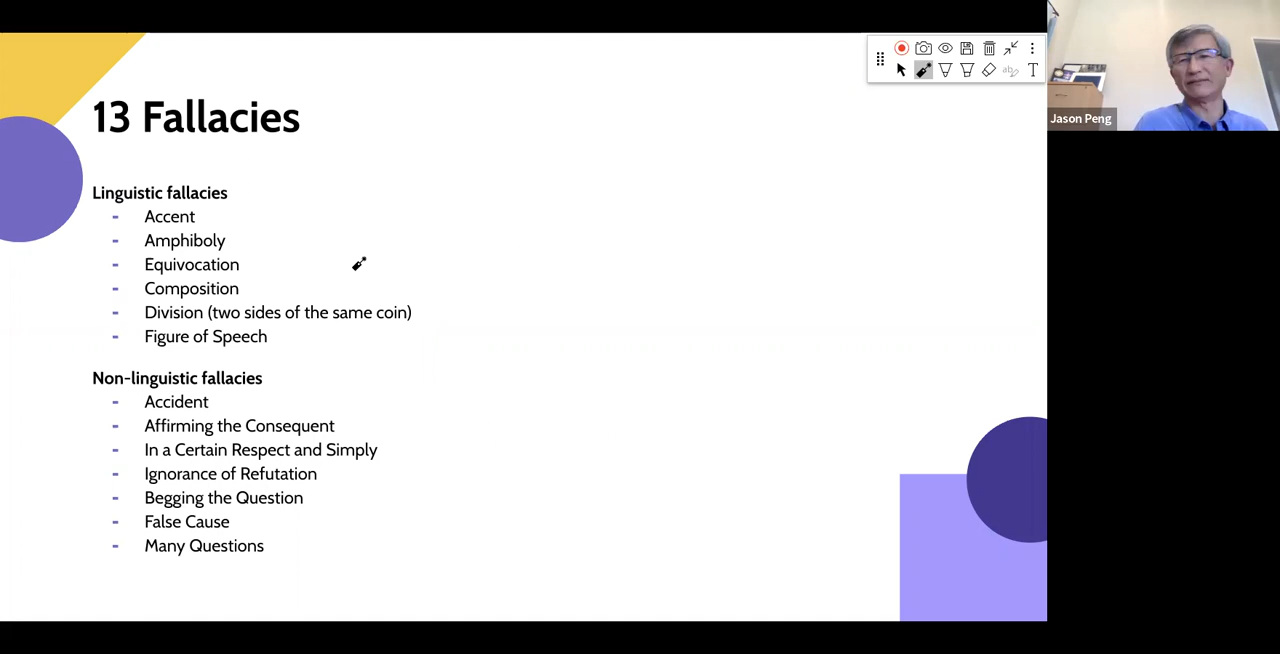 13 Fallacies
Linguistic fallacies
- Accent
- Amphiboly
- Equivocation
- Composition
- Division (two sides of the same coin)
- Figure of Speech
Non-linguistic fallacies
- Accident
- Affirming the Consequent
- In a Certain Respect and Simply
- Ignorance of Refutation
- Begging the Question
- False Cause
- Many Questions
Jason Peng
ab
T